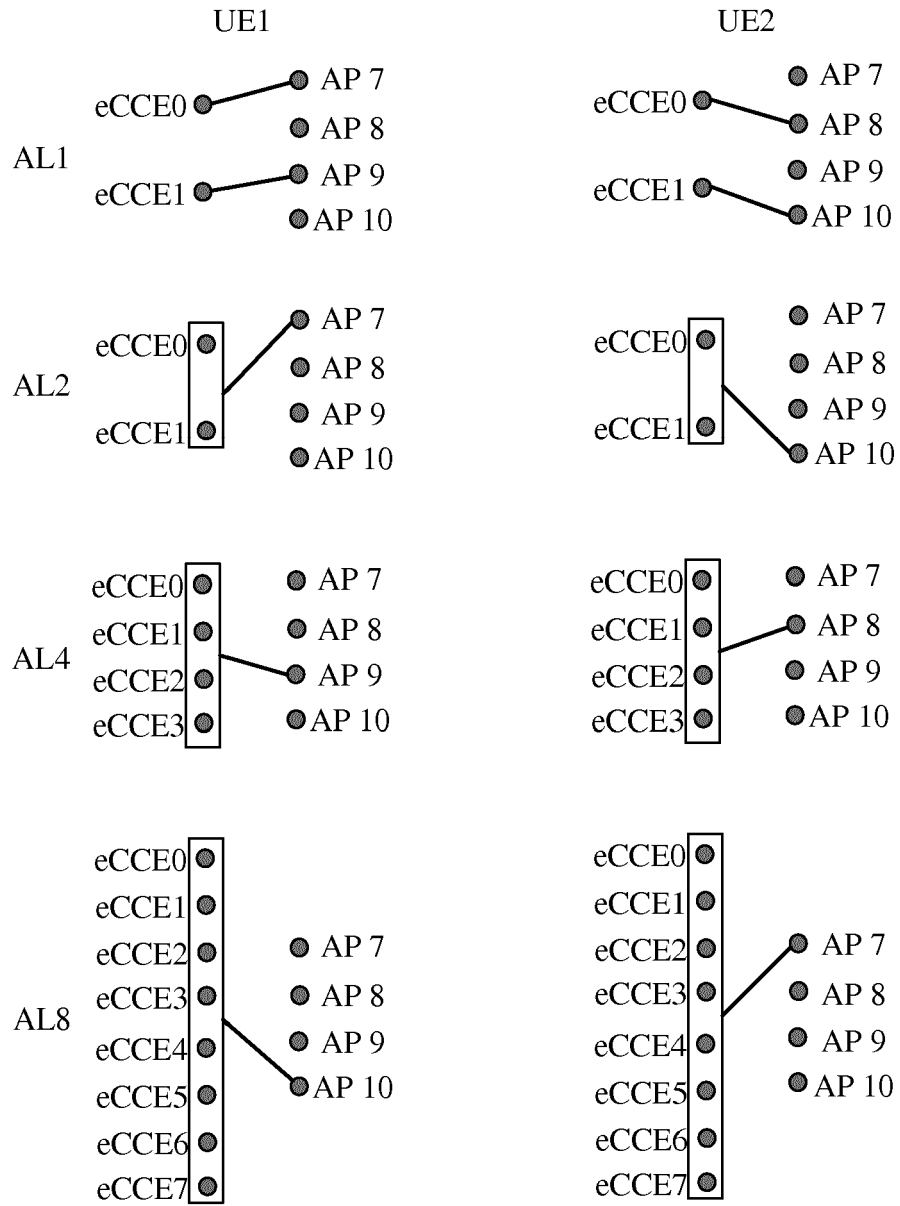 UE1 UE2
AL1
eCCE0
eCCE1
AP 7
AP 8
AP 9
AP 10
eCCE0
eCCE1
AP 7
AP 8
AP 9
AP 10
AL2
eCCE0
eCCE1
AP 7
AP 8
AP 9
AP 10
eCCE0
eCCE1
AP 7
AP 8
AP 9
AP 10
AL4
eCCE0
eCCE1
eCCE2
eCCE3
AP 7
AP 8
AP 9
AP 10
eCCE0
eCCE1
eCCE2
eCCE3
AP 7
AP 8
AP 9
AP 10
AL8
eCCE0
eCCE1
eCCE2
eCCE3
eCCE4
eCCE5
eCCE6
eCCE7
AP 7
AP 8
AP 9
AP 10
eCCE0
eCCE1
eCCE2
eCCE3
eCCE4
eCCE5
eCCE6
eCCE7
AP 7
AP 8
AP 9
AP 10